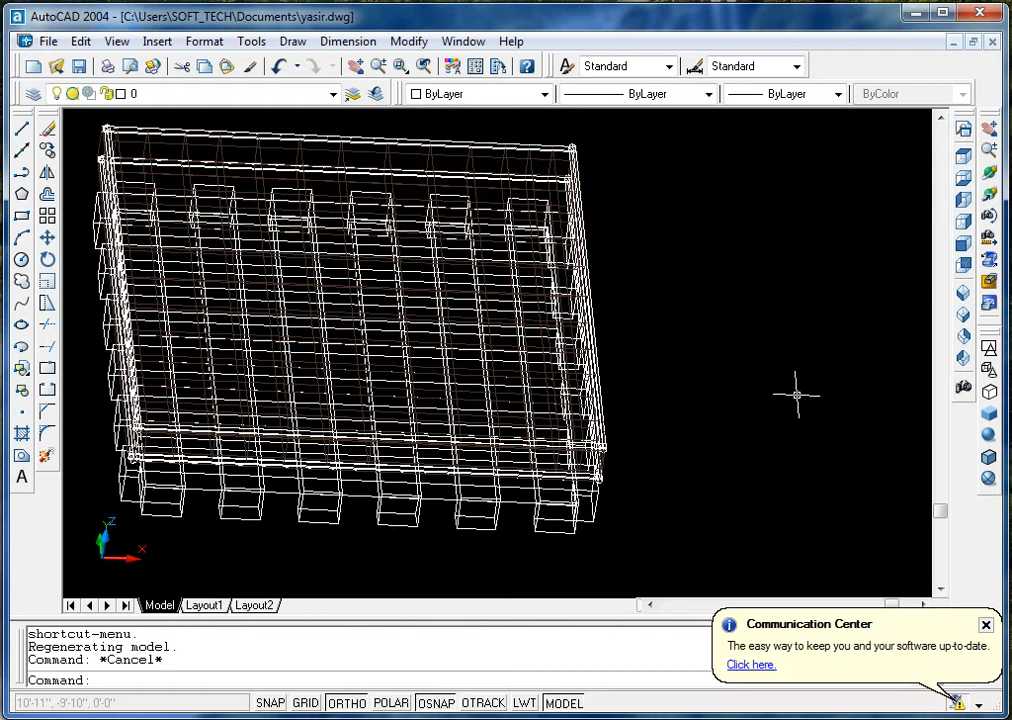 AutoCAD 2004 - [C:\Users\SOFT_TECH\Documents\yasir.dwg]
File Edit View Insert Format Tools Draw Dimension Modify Window Help
Standard Standard
0 ByLayer ByLayer ByLayer ByColor
A
Z
Y
X
Model Layout1 Layout2
shortcut-menu.
Regenerating model.
Command: *Cancel*
Command:
Communication Center
The easy way to keep you and your software up-to-date.
Click here.
10'-11", -9'-10", 0'-0" SNAP GRID ORTHO POLAR OSNAP OTRACK LWT MODEL